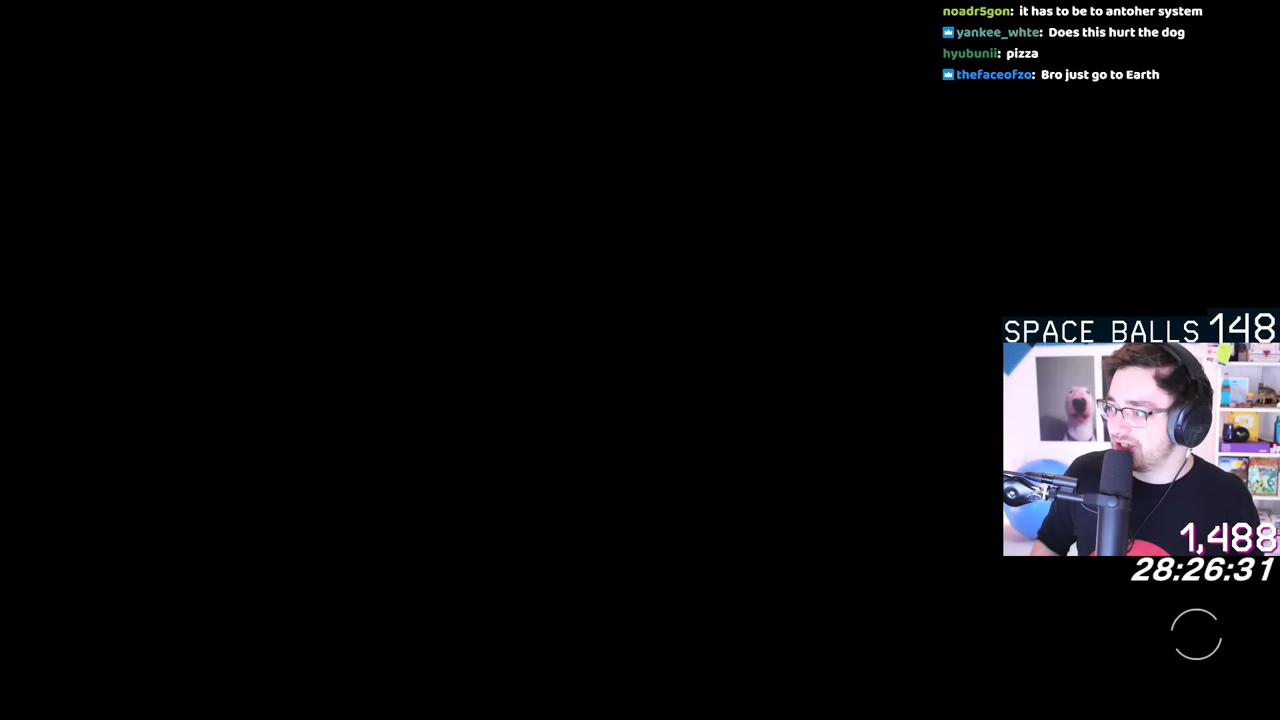 noadr5gon: it has to be to antoher system
yankee_whte: Does this hurt the dog
hyubunii: pizza
thefaceofzo: Bro just go to Earth
SPACE BALLS 148
1,488
28:26:31